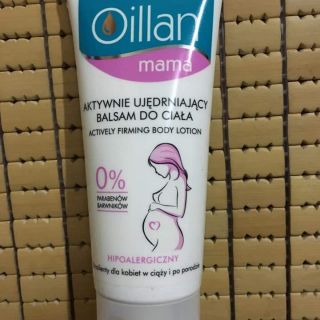 Oillan
mama
AKTYWNIE UJĘDRNIAJĄCY
BALSAM DO CIAŁA
ACTIVELY FIRMING BODY LOTION
0%
PARABENÓW
BARWNIKÓW
HIPOALERGICZNY
dla kobiet w ciąży i po porodzie